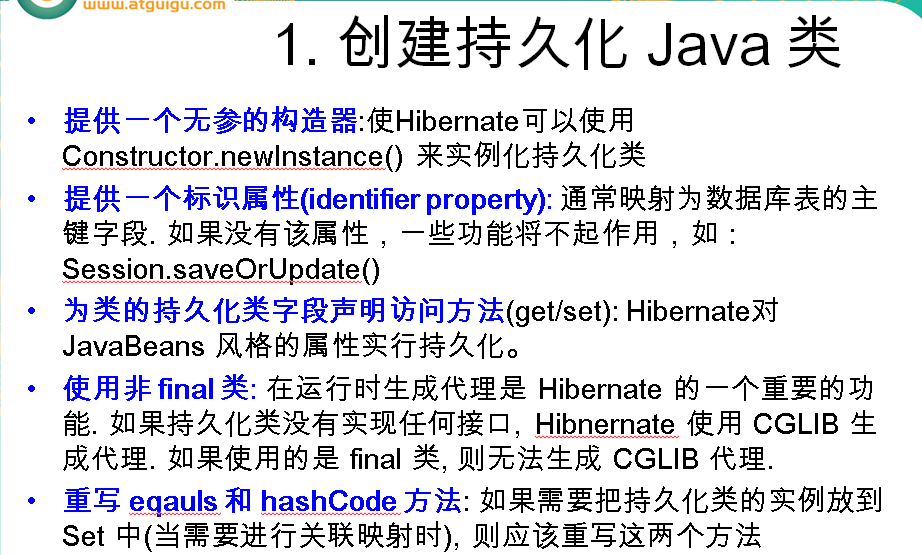 www.atguigu.com
1. 创建持久化 Java 类
• 提供一个无参的构造器:使Hibernate可以使用
Constructor.newInstance() 来实例化持久化类
• 提供一个标识属性(identifier property): 通常映射为数据库表的主
键字段. 如果没有该属性，一些功能将不起作用，如：
Session.saveOrUpdate()
• 为类的持久化类字段声明访问方法(get/set): Hibernate对
JavaBeans 风格的属性实行持久化。
• 使用非 final 类: 在运行时生成代理是 Hibernate 的一个重要的功
能. 如果持久化类没有实现任何接口, Hibnernate 使用 CGLIB 生
成代理. 如果使用的是 final 类, 则无法生成 CGLIB 代理.
• 重写 eqauls 和 hashCode 方法: 如果需要把持久化类的实例放到
Set 中(当需要进行关联映射时), 则应该重写这两个方法